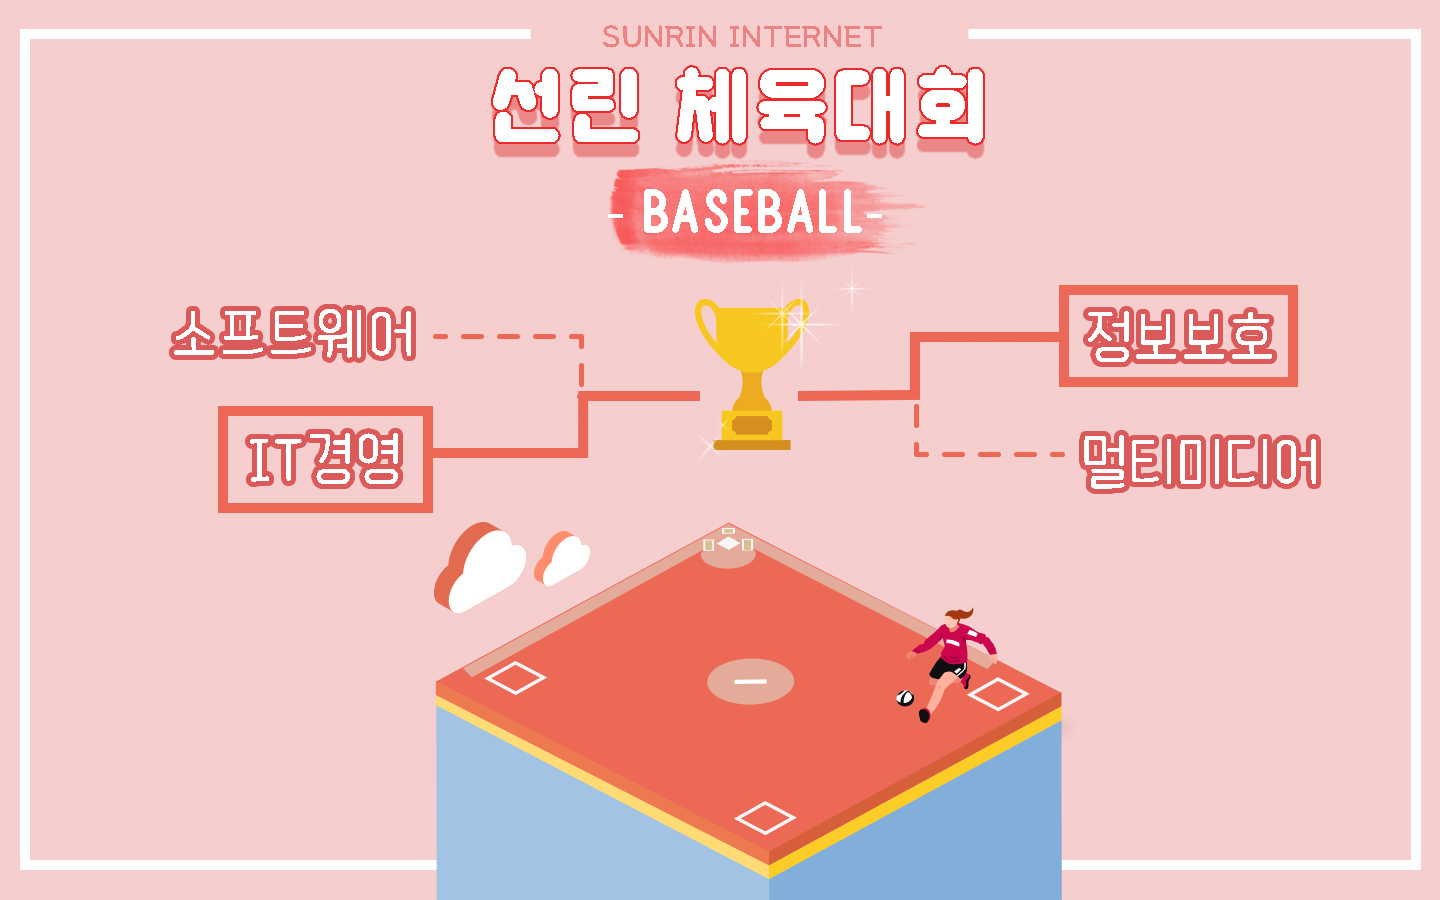 SUNRIN INTERNET
선린 체육대회
- BASEBALL-
소프트웨어
정보보호
IT경영
멀티미디어